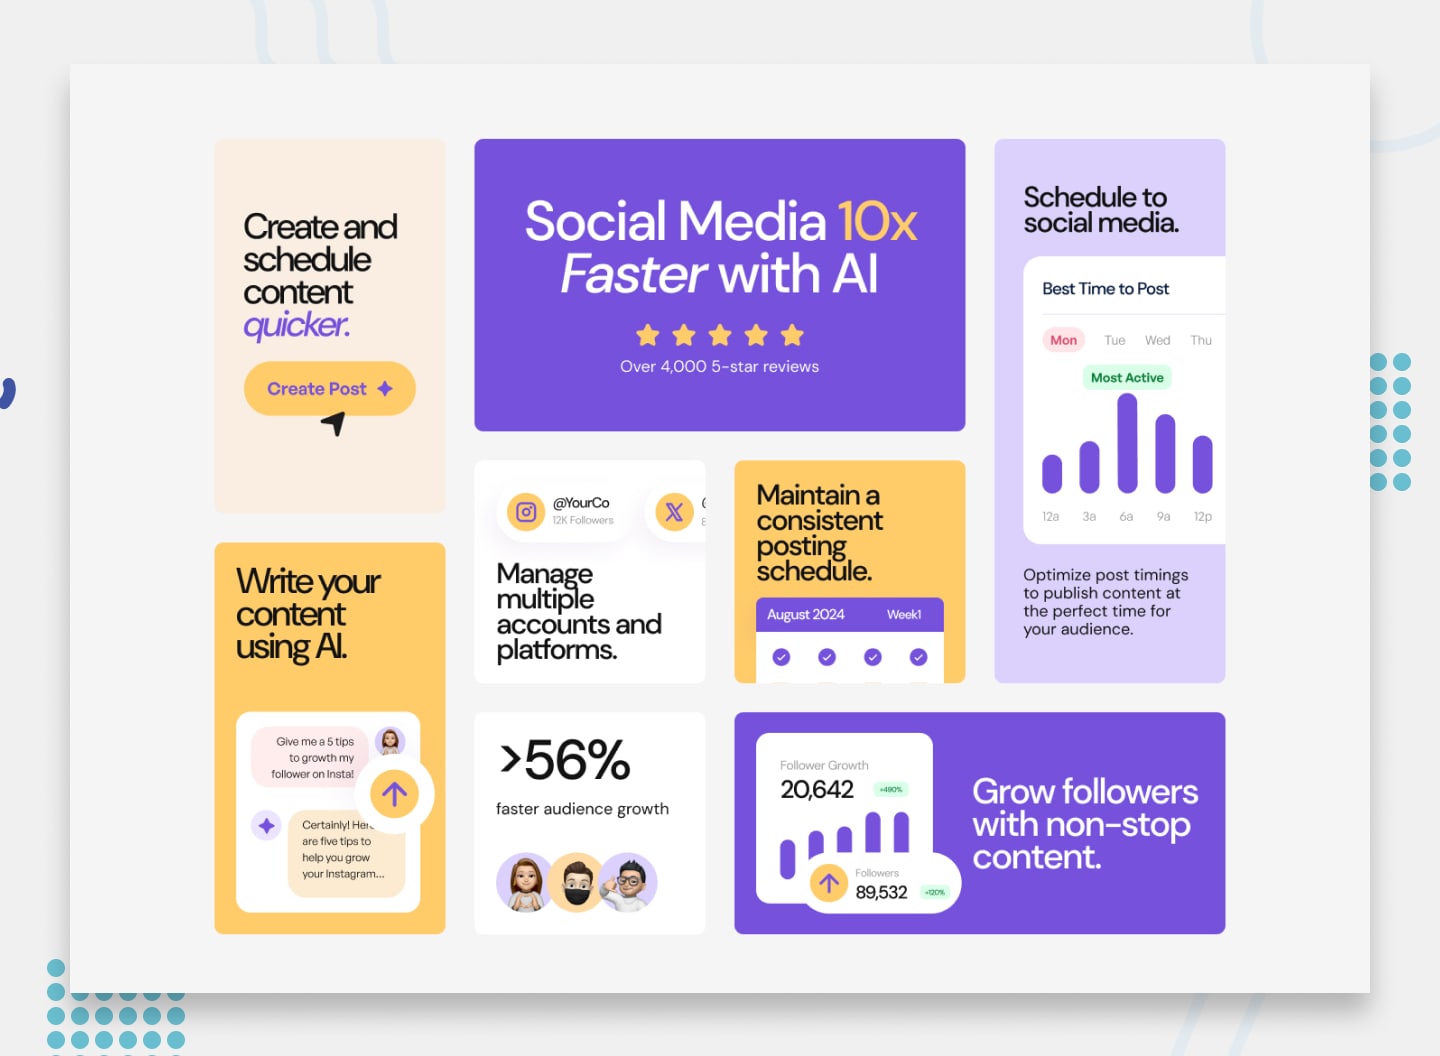 Create and
schedule
content
quicker.
Create Post
Social Media 10x
Faster with AI
Over 4,000 5-star reviews
Schedule to
social media.
Best Time to Post
Mon Tue Wed Thu
Most Active
12a 3a 6a 9a 12p
Optimize post timings
to publish content at
the perfect time for
your audience.
@YourCo
12K Followers
Manage
multiple
accounts and
platforms.
Maintain a
consistent
posting
schedule.
August 2024 Week1
Write your
content
using AI.
Give me a 5 tips
to growth my
follower on Insta!
Certainly!
are five tips to
help you grow
your Instagram...
>56%
faster audience growth
Follower Growth
20,642 +490%
Followers
89,532 +120%
Grow followers
with non-stop
content.